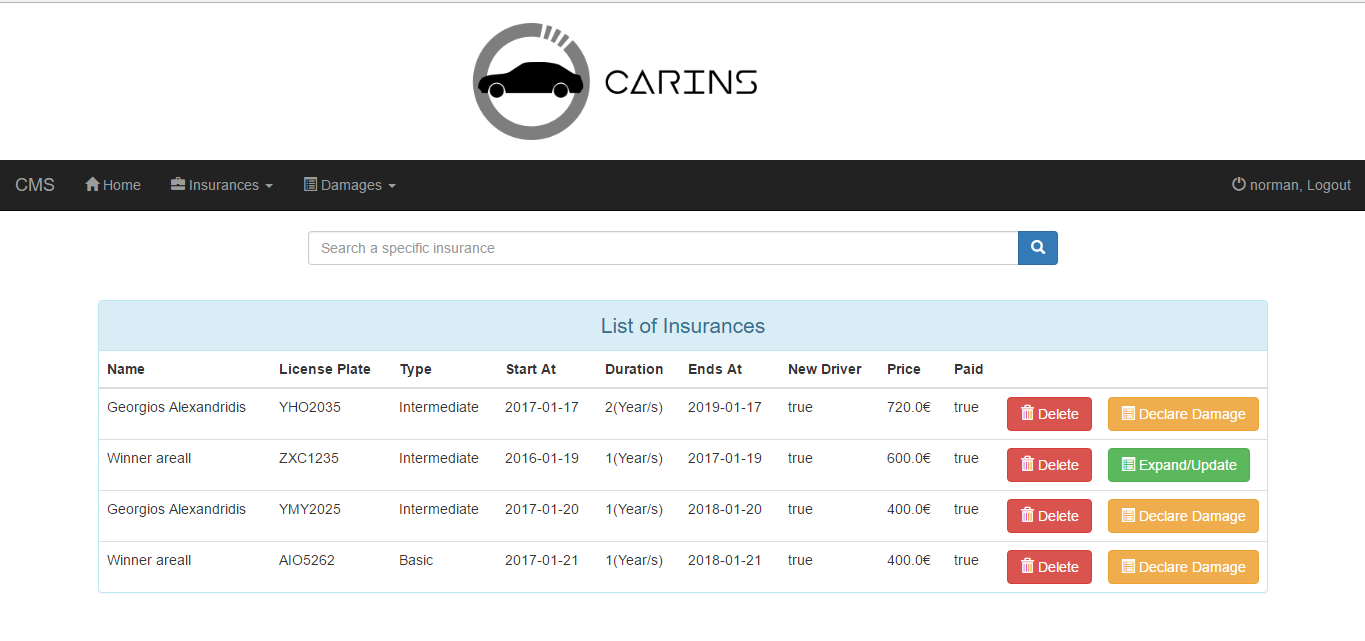 CARINS
CMS Home Insurances Damages norman, Logout
Search a specific insurance
List of Insurances
Name License Plate Type Start At Duration Ends At New Driver Price Paid
Georgios Alexandridis YHO2035 Intermediate 2017-01-17 2(Year/s) 2019-01-17 true 720.0€ true Delete Declare Damage
Winner areall ZXC1235 Intermediate 2016-01-19 1(Year/s) 2017-01-19 true 600.0€ true Delete Expand/Update
Georgios Alexandridis YMY2025 Intermediate 2017-01-20 1(Year/s) 2018-01-20 true 400.0€ true Delete Declare Damage
Winner areall AIO5262 Basic 2017-01-21 1(Year/s) 2018-01-21 true 400.0€ true Delete Declare Damage